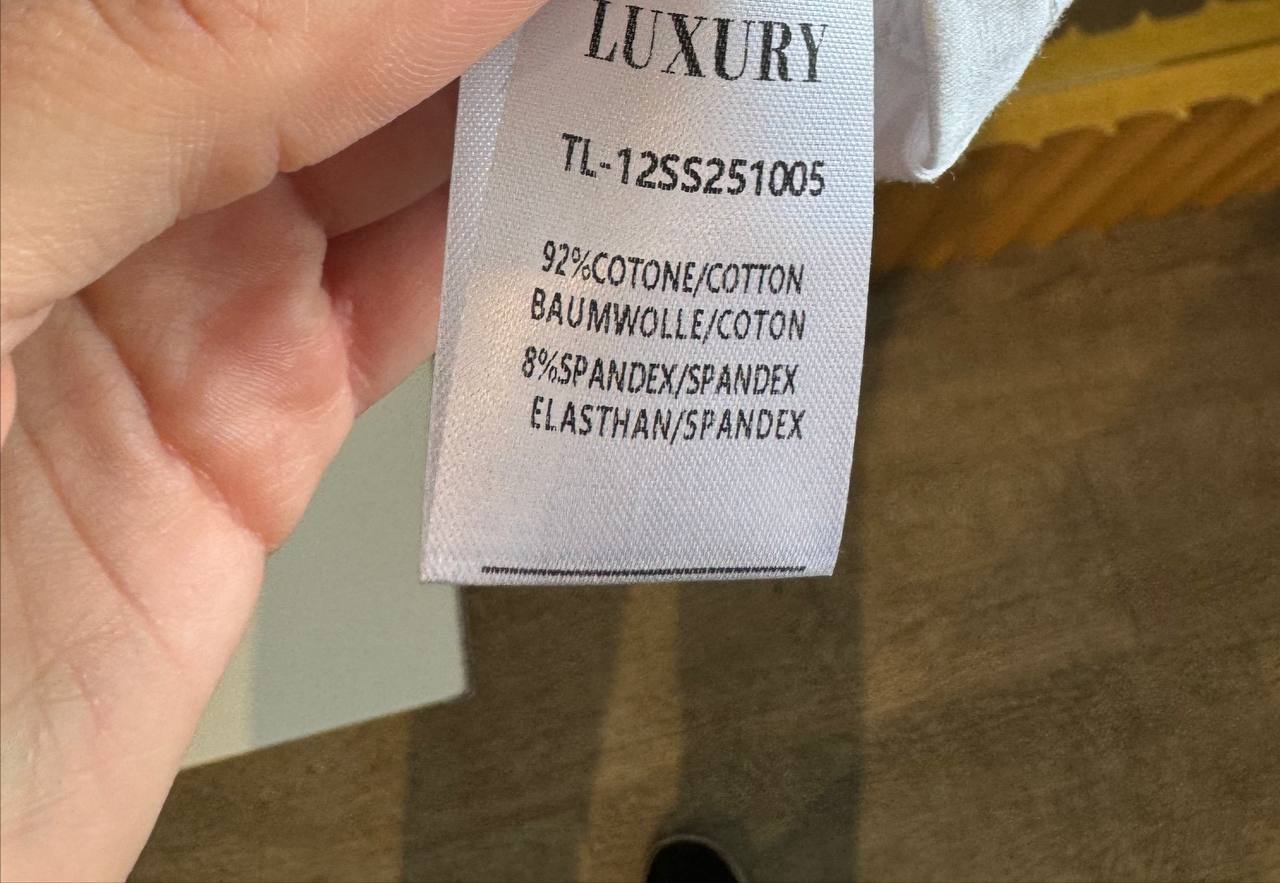 LUXURY
TL-12SS251005
92%COTONE/COTTON
BAUMWOLLE/COTON
8%SPANDEX/SPANDEX
ELASTHAN/SPANDEX